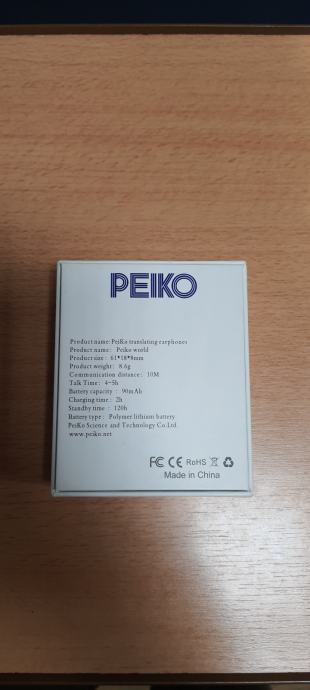 PEIKO
Product name: PeiKo translating earphones
Product name: Peiko world
Product size: 61*18*8mm
Product weight: 8.6g
Communication distance: 10M
Talk Time: 4-5h
Battery capacity: 90mAh
Charging time: 2h
Standby time: 120h
Battery type: Polymer lithium battery
PeiKo Science and Technology Co.Ltd.
www.peiko.net
FC CE RoHS
Made in China